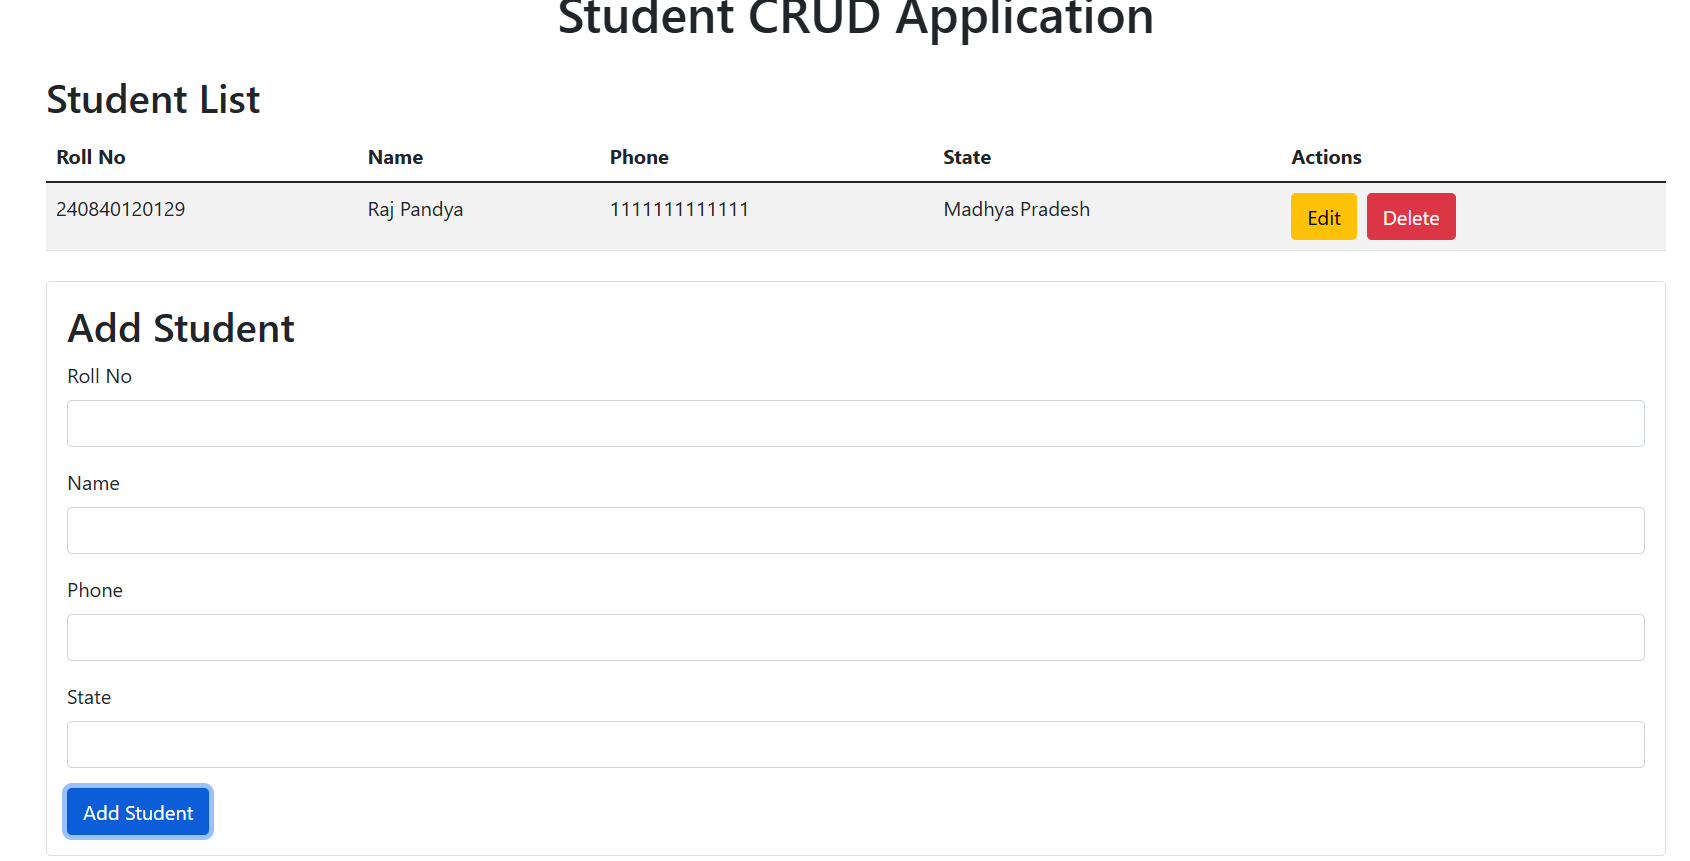 Student CRUD Application
Student List
Roll No Name Phone State Actions
240840120129 Raj Pandya 1111111111111 Madhya Pradesh Edit Delete
Add Student
Roll No
Name
Phone
State
Add Student